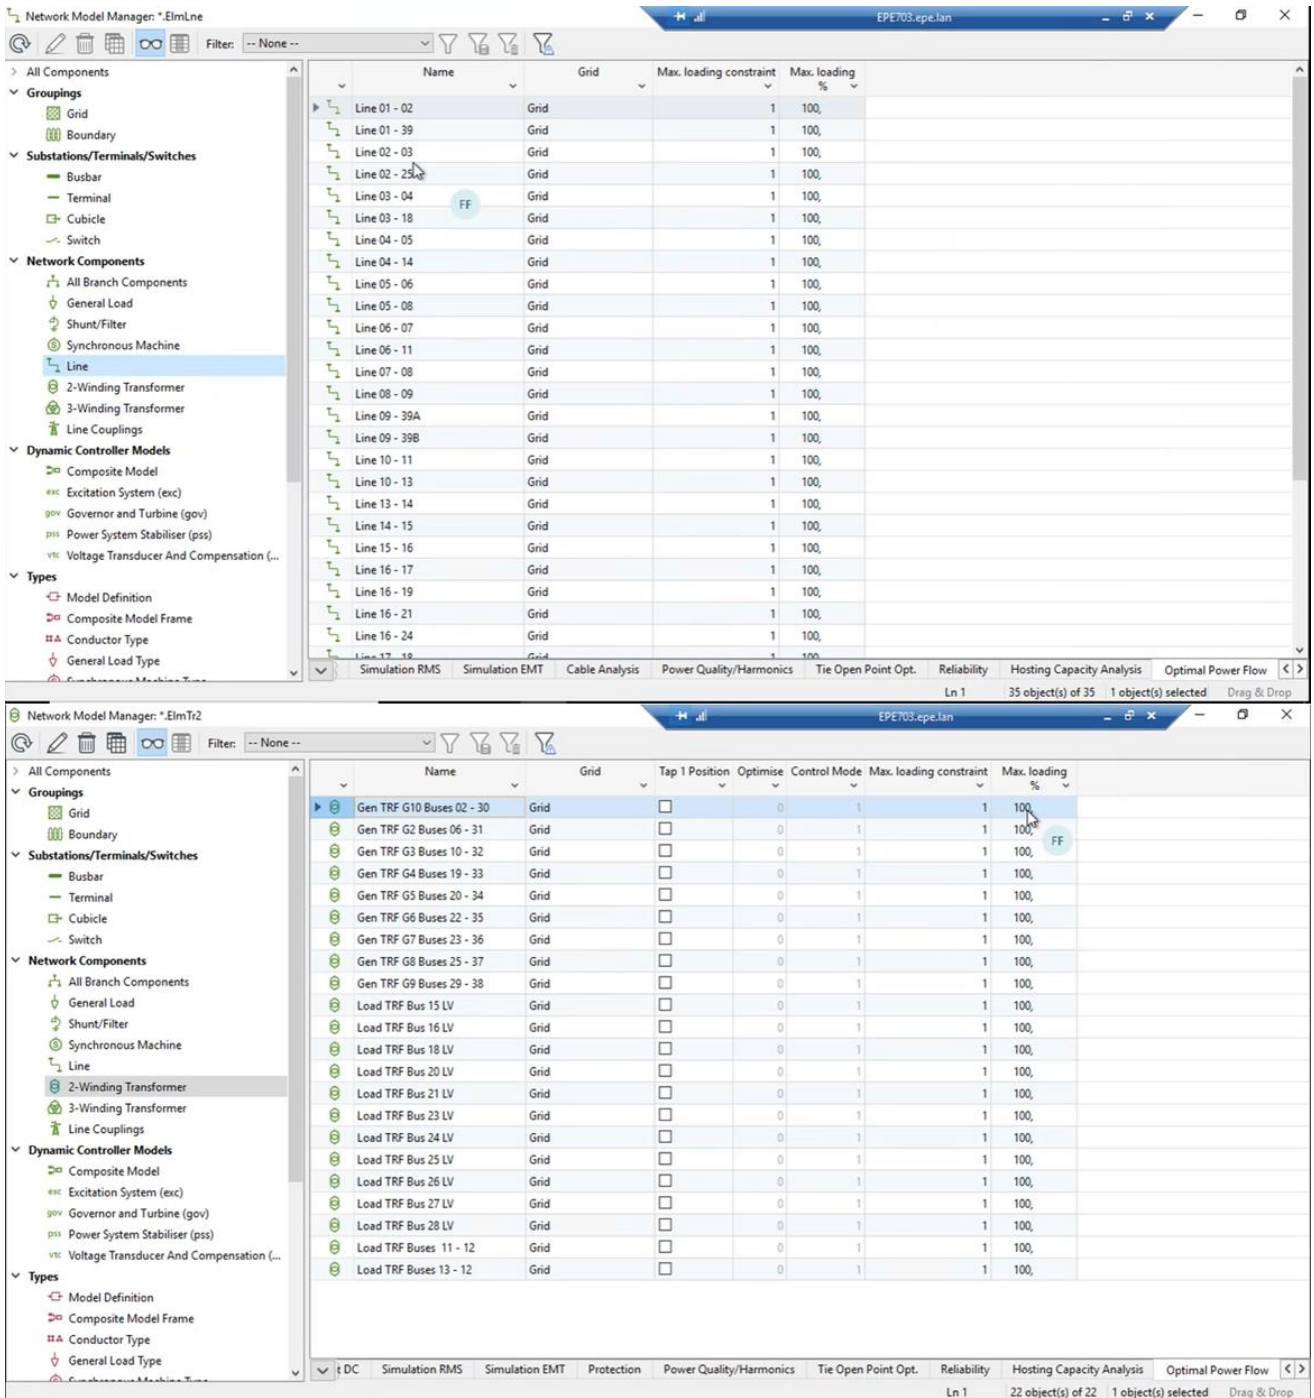 Network Model Manager: *.ElmLne
EPE703.epe.lan
Filter: -- None --
All Components
Groupings
Grid
Boundary
Substations/Terminals/Switches
Busbar
Terminal
Cubicle
Switch
Network Components
All Branch Components
General Load
Shunt/Filter
Synchronous Machine
Line
2-Winding Transformer
3-Winding Transformer
Line Couplings
Dynamic Controller Models
Composite Model
exc Excitation System (exc)
gov Governor and Turbine (gov)
pss Power System Stabiliser (pss)
vtc Voltage Transducer And Compensation (...
Types
Model Definition
Composite Model Frame
Conductor Type
General Load Type
Synchronous Machine Type
Name Grid Max. loading constraint Max. loading
%
Line 01 - 02 Grid 1 100,
Line 01 - 39 Grid 1 100,
Line 02 - 03 Grid 1 100,
Line 02 - 25 Grid 1 100,
Line 03 - 04 Grid 1 100,
FF
Line 03 - 18 Grid 1 100,
Line 04 - 05 Grid 1 100,
Line 04 - 14 Grid 1 100,
Line 05 - 06 Grid 1 100,
Line 05 - 08 Grid 1 100,
Line 06 - 07 Grid 1 100,
Line 06 - 11 Grid 1 100,
Line 07 - 08 Grid 1 100,
Line 08 - 09 Grid 1 100,
Line 09 - 39A Grid 1 100,
Line 09 - 39B Grid 1 100,
Line 10 - 11 Grid 1 100,
Line 10 - 13 Grid 1 100,
Line 13 - 14 Grid 1 100,
Line 14 - 15 Grid 1 100,
Line 15 - 16 Grid 1 100,
Line 16 - 17 Grid 1 100,
Line 16 - 19 Grid 1 100,
Line 16 - 21 Grid 1 100,
Line 16 - 24 Grid 1 100,
Line 17 - 18 Grid 1 100,
Simulation RMS Simulation EMT Cable Analysis Power Quality/Harmonics Tie Open Point Opt. Reliability Hosting Capacity Analysis Optimal Power Flow
Ln 1 35 object(s) of 35 1 object(s) selected Drag & Drop
Network Model Manager: *.ElmTr2
EPE703.epe.lan
Filter: -- None --
All Components
Groupings
Grid
Boundary
Substations/Terminals/Switches
Busbar
Terminal
Cubicle
Switch
Network Components
All Branch Components
General Load
Shunt/Filter
Synchronous Machine
Line
2-Winding Transformer
3-Winding Transformer
Line Couplings
Dynamic Controller Models
Composite Model
exc Excitation System (exc)
gov Governor and Turbine (gov)
pss Power System Stabiliser (pss)
vtc Voltage Transducer And Compensation (...
Types
Model Definition
Composite Model Frame
Conductor Type
General Load Type
Synchronous Machine Type
Name Grid Tap 1 Position Optimise Control Mode Max. loading constraint Max. loading
%
Gen TRF G10 Buses 02 - 30 Grid 0 1 1 100,
Gen TRF G2 Buses 06 - 31 Grid 0 1 1 100,
FF
Gen TRF G3 Buses 10 - 32 Grid 0 1 1 100,
Gen TRF G4 Buses 19 - 33 Grid 0 1 1 100,
Gen TRF G5 Buses 20 - 34 Grid 0 1 1 100,
Gen TRF G6 Buses 22 - 35 Grid 0 1 1 100,
Gen TRF G7 Buses 23 - 36 Grid 0 1 1 100,
Gen TRF G8 Buses 25 - 37 Grid 0 1 1 100,
Gen TRF G9 Buses 29 - 38 Grid 0 1 1 100,
Load TRF Bus 15 LV Grid 0 1 1 100,
Load TRF Bus 16 LV Grid 0 1 1 100,
Load TRF Bus 18 LV Grid 0 1 1 100,
Load TRF Bus 20 LV Grid 0 1 1 100,
Load TRF Bus 21 LV Grid 0 1 1 100,
Load TRF Bus 23 LV Grid 0 1 1 100,
Load TRF Bus 24 LV Grid 0 1 1 100,
Load TRF Bus 25 LV Grid 0 1 1 100,
Load TRF Bus 26 LV Grid 0 1 1 100,
Load TRF Bus 27 LV Grid 0 1 1 100,
Load TRF Bus 28 LV Grid 0 1 1 100,
Load TRF Buses 11 - 12 Grid 0 1 1 100,
Load TRF Buses 13 - 12 Grid 0 1 1 100,
t DC Simulation RMS Simulation EMT Protection Power Quality/Harmonics Tie Open Point Opt. Reliability Hosting Capacity Analysis Optimal Power Flow
Ln 1 22 object(s) of 22 1 object(s) selected Drag & Drop